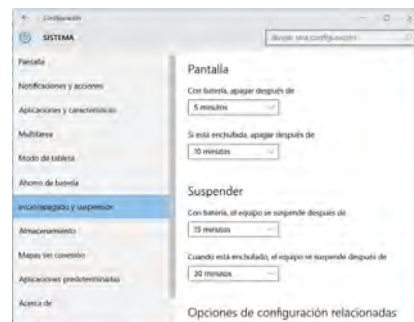 Configuración
SISTEMA
Buscar una configuración
Pantalla
Notificaciones y acciones
Aplicaciones y características
Multitarea
Modo de tableta
Ahorro de batería
Inicio/apagado y suspensión
Almacenamiento
Mapas sin conexión
Aplicaciones predeterminadas
Acerca de
Pantalla
Con batería, apagar después de
5 minutos
Si está enchufada, apagar después de
10 minutos
Suspender
Con batería, el equipo se suspende después de
15 minutos
Cuando está enchufado, el equipo se suspende después de
30 minutos
Opciones de configuración relacionadas